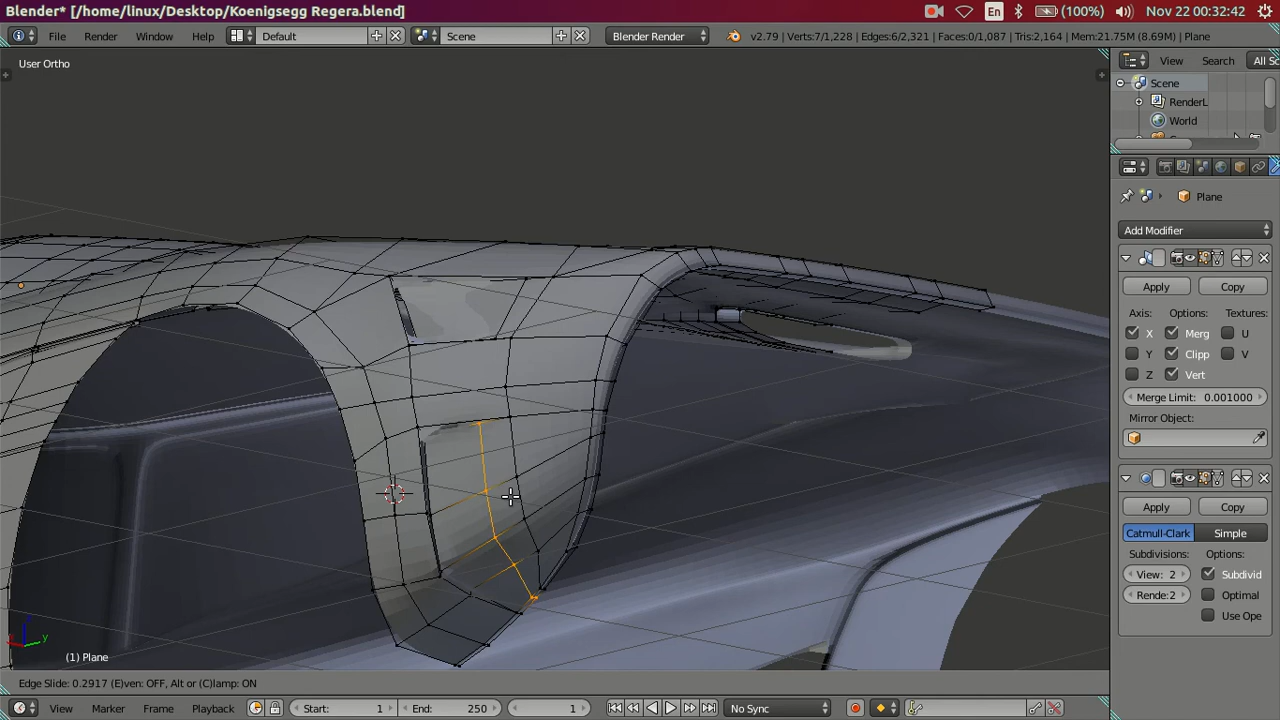 Blender* [/home/linux/Desktop/Koenigsegg Regera.blend]
En (100%) Nov 22 00:32:42
File Render Window Help Default Scene Blender Render v2.79 | Verts:7/1,228 | Edges:6/2,321 | Faces:0/1,087 | Tris:2,164 | Mem:21.75M (8.69M) | Plane
User Ortho
View Search All Sc
Scene
RenderL
World
Plane
Add Modifier
Apply Copy
Axis: Options: Textures:
X Merg U
Y Clipp V
Z Vert
Merge Limit: 0.001000
Mirror Object:
Apply Copy
Catmull-Clark Simple
Subdivisions: Options:
View: 2 Subdivid
Rende:2 Optimal
Use Ope
z
y
(1) Plane
Edge Slide: 0.2917 (E)ven: OFF, Alt or (C)lamp: ON
View Marker Frame Playback Start: 1 End: 250 1 No Sync